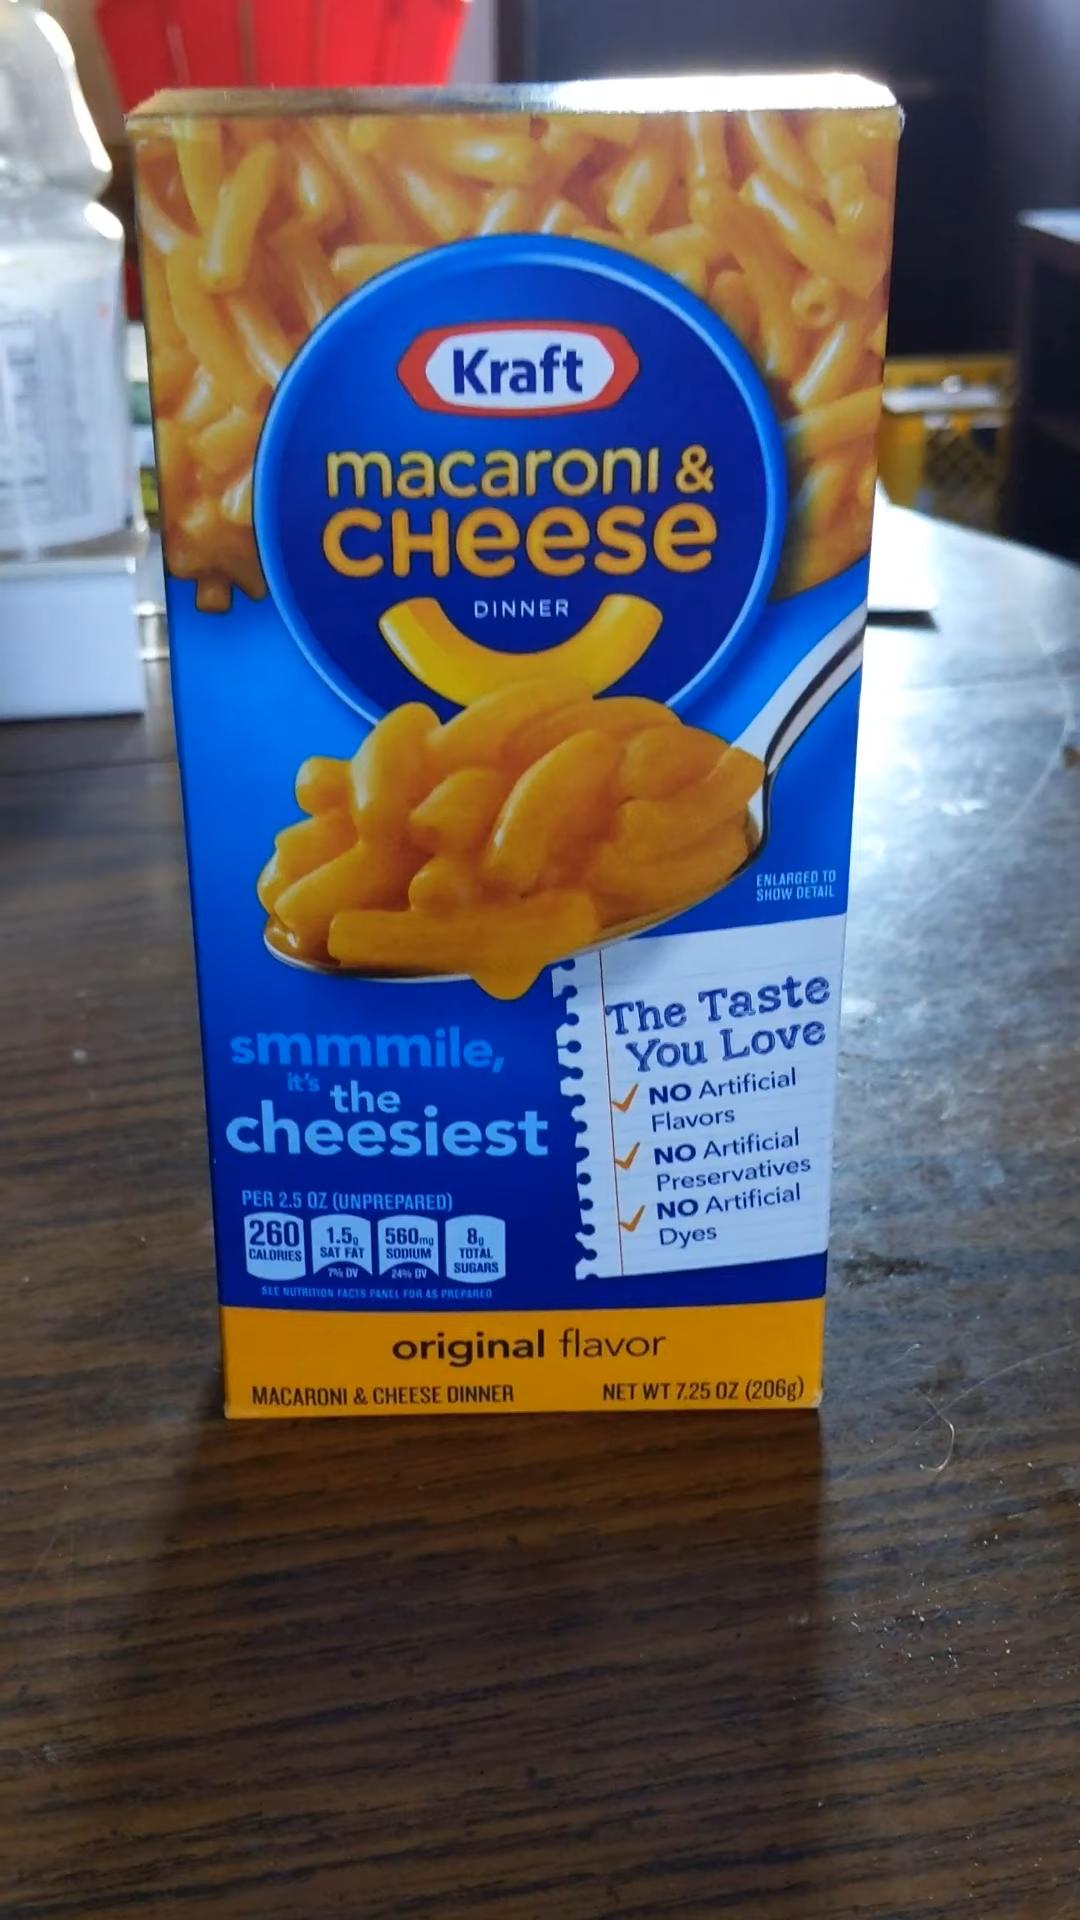 Kraft
macaroni &
CHeese
DINNER
ENLARGED TO
SHOW DETAIL
The Taste
You Love
NO Artificial
Flavors
NO Artificial
Preservatives
NO Artificial
Dyes
smmmile,
it's the
cheesiest
PER 2.5 OZ (UNPREPARED)
260 CALORIES
1.5g SAT FAT 7% DV
560mg SODIUM 24% DV
8g TOTAL SUGARS
SEE NUTRITION FACTS PANEL FOR AS PREPARED
original flavor
MACARONI & CHEESE DINNER NET WT 7.25 OZ (206g)